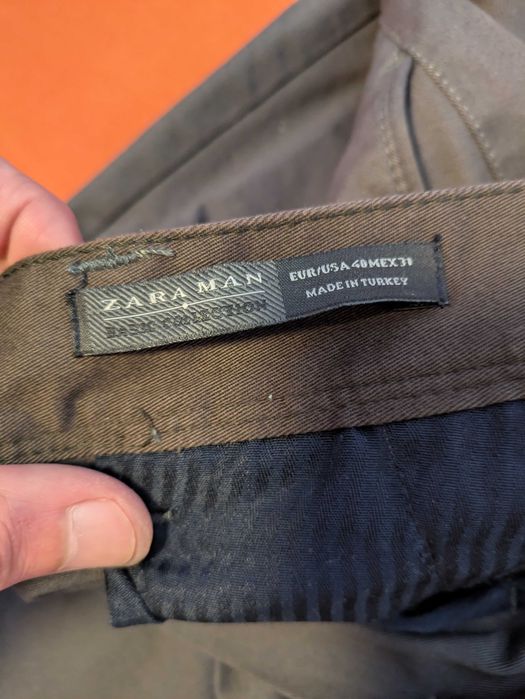 ZARA MAN
BASIC COLLECTION
EUR/USA 40 MEX 31
MADE IN TURKEY